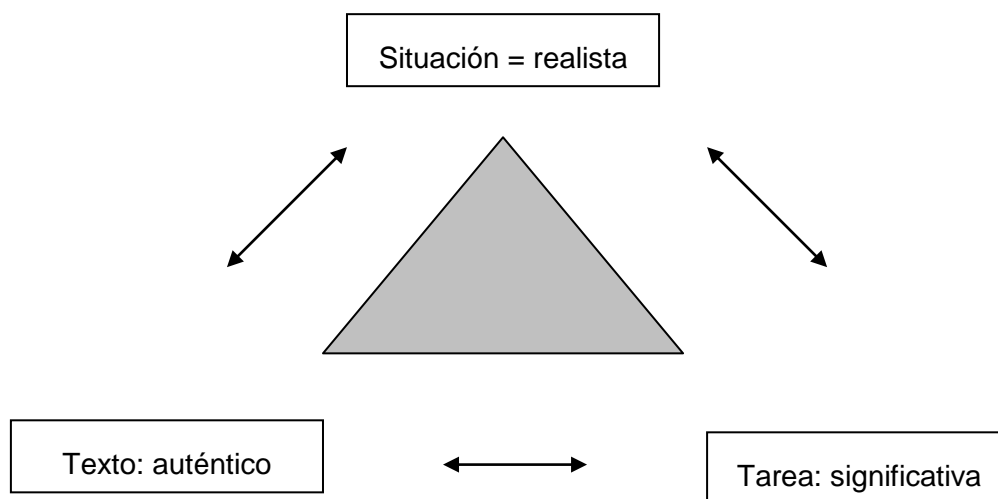 Situación = realista
Texto: auténtico
Tarea: significativa